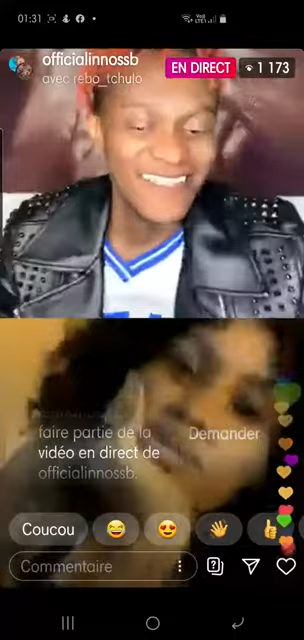 01:31
officialinnossb
avec rebo_tchulo
EN DIRECT
1 173
faire partie de la
vidéo en direct de
officialinnossb.
Demander
Coucou
Commentaire